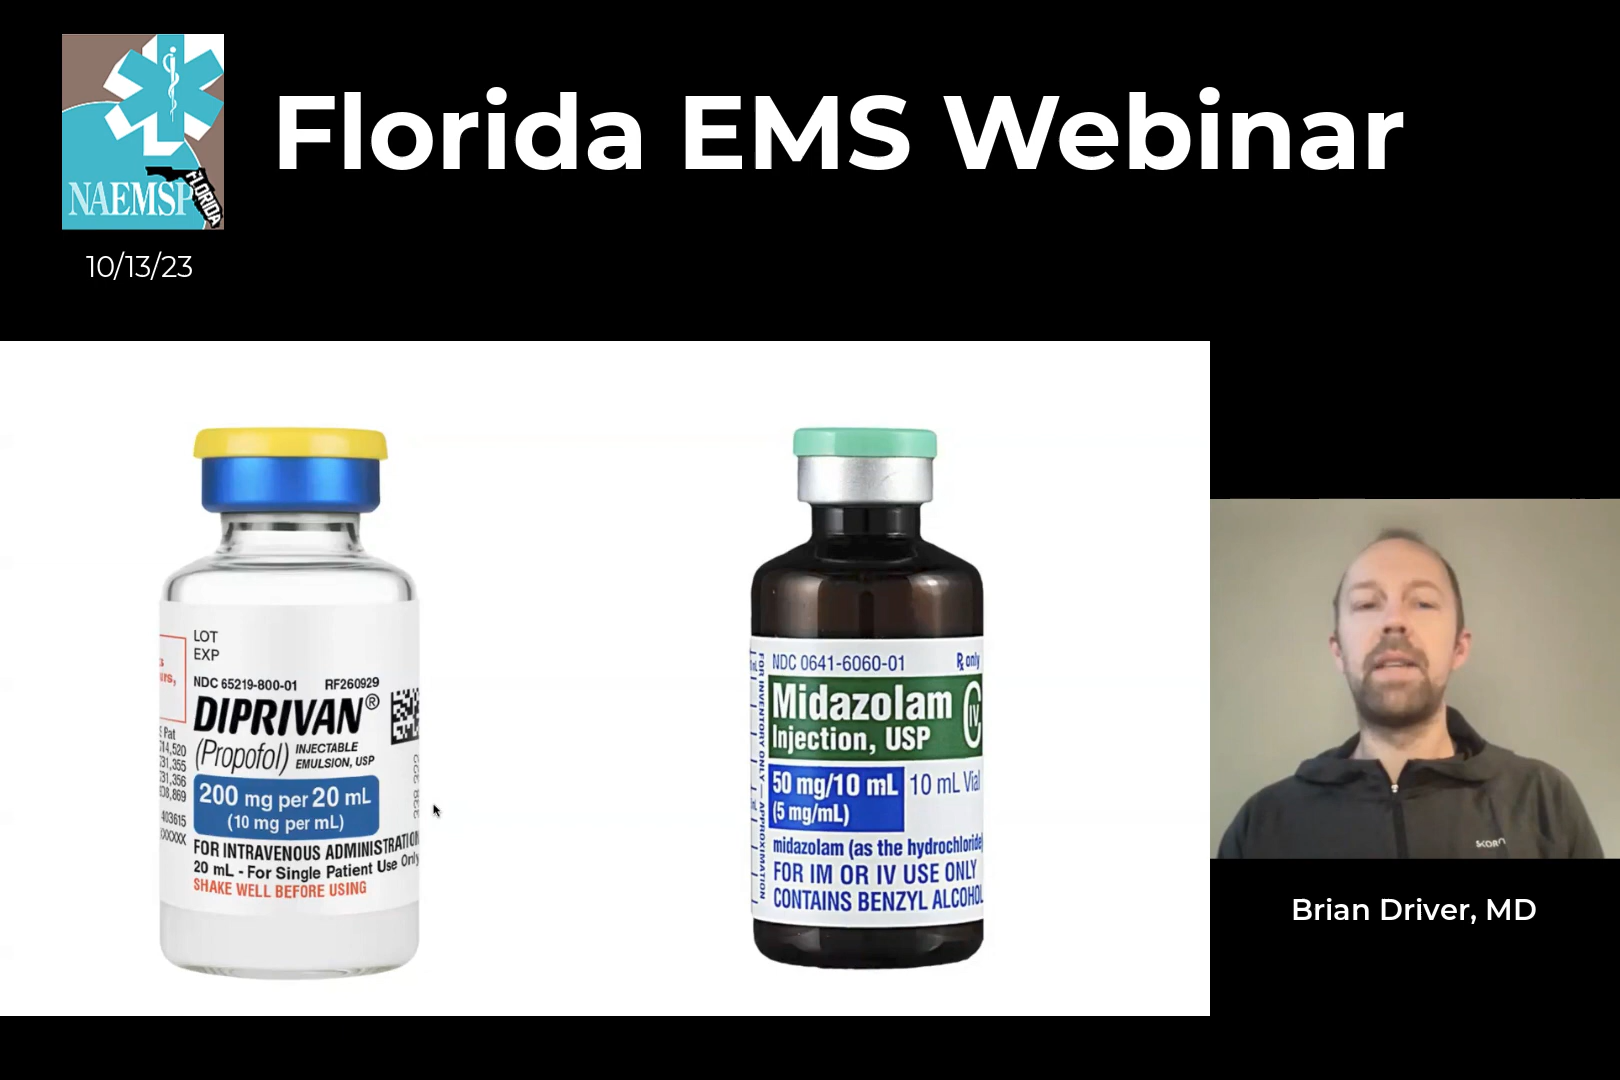 Florida EMS Webinar
NAEMSP
FLORIDA
10/13/23
LOT
EXP
NDC 65219-800-01 RF260929
DIPRIVAN®
(Propofol) INJECTABLE
EMULSION, USP
200 mg per 20 mL
(10 mg per mL)
FOR INTRAVENOUS ADMINISTRATION
20 mL - For Single Patient Use Only
SHAKE WELL BEFORE USING
Pat
403615
NDC 0641-6060-01 Rx only
Midazolam CIV
Injection, USP
50 mg/10 mL 10 mL Vial
(5 mg/mL)
midazolam (as the hydrochloride)
FOR IM OR IV USE ONLY
CONTAINS BENZYL ALCOHOL
FOR INVENTORY ONLY — APPROXIMATION
Brian Driver, MD